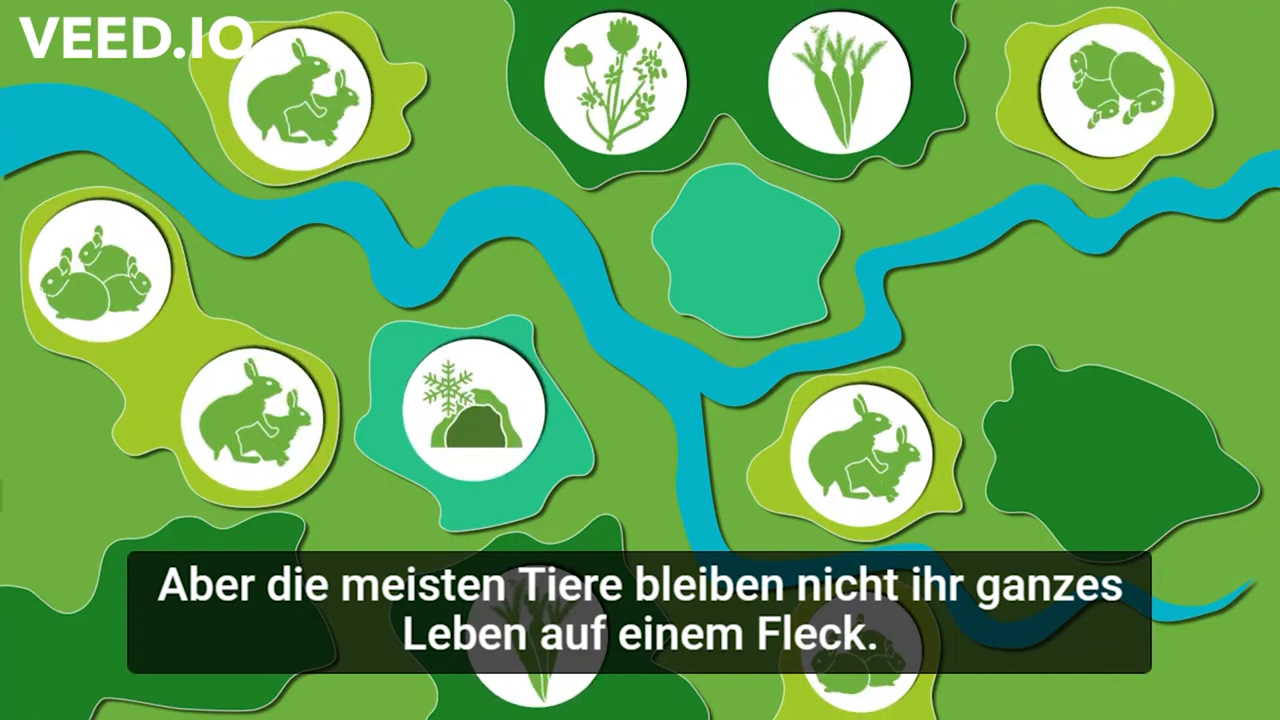 VEED.IO
Aber die meisten Tiere bleiben nicht ihr ganzes
Leben auf einem Fleck.